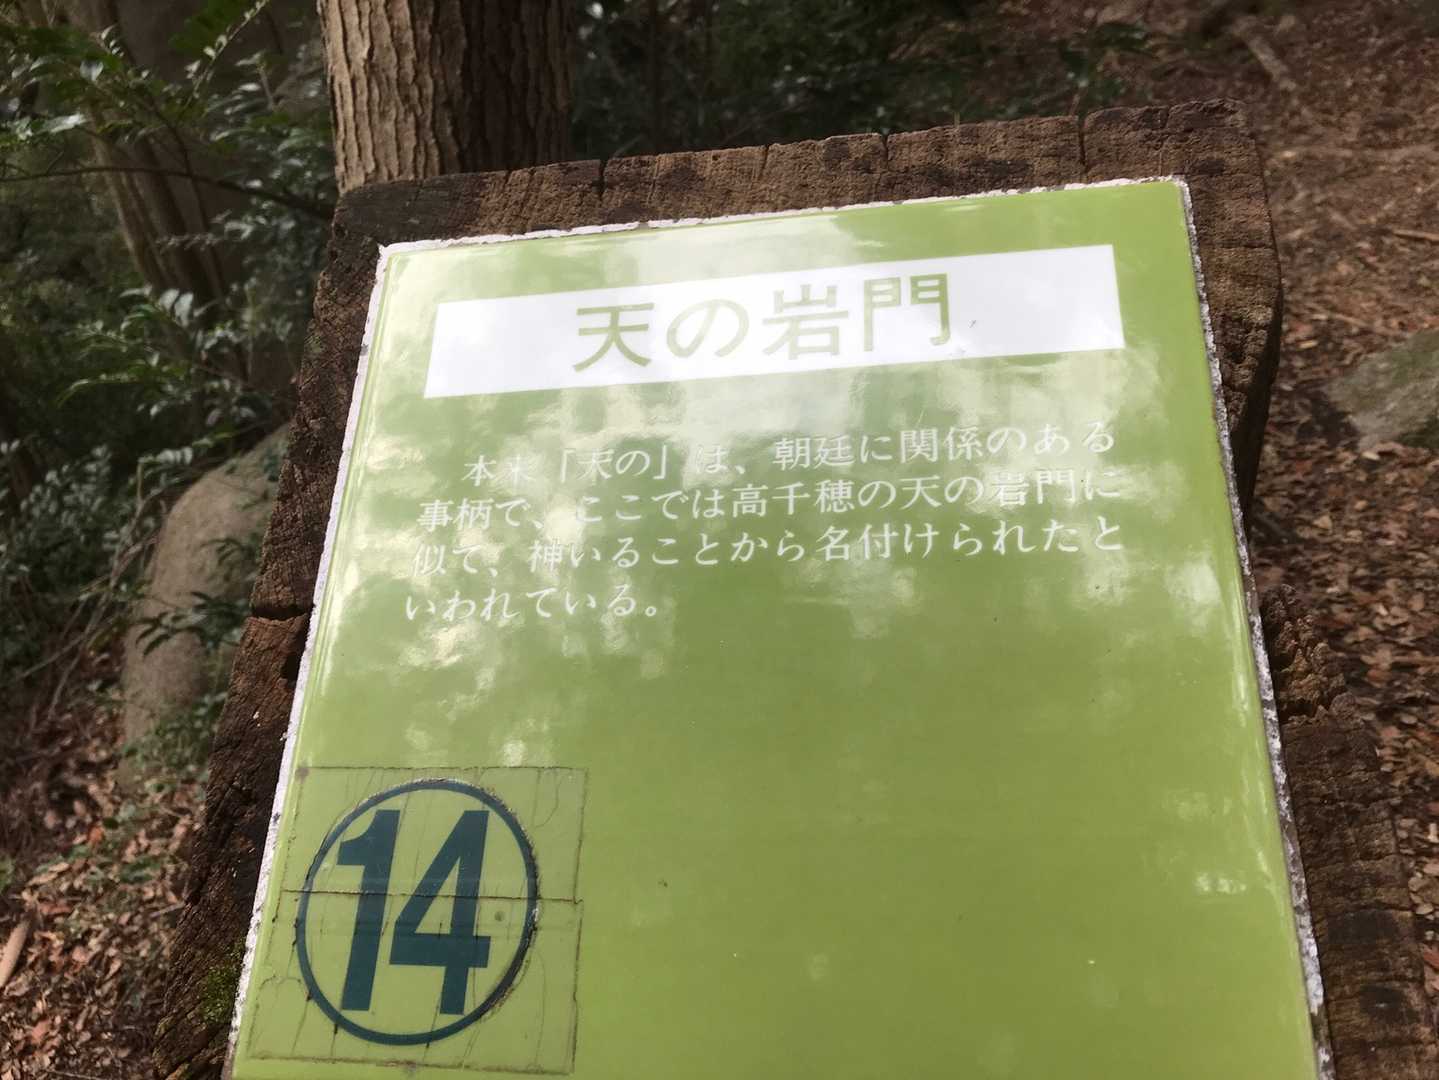 天の岩門
本来「天の」は、朝廷に関係のある
事柄で、ここでは高千穂の天の岩門に
似て、神いることから名付けられたと
いわれている。
14